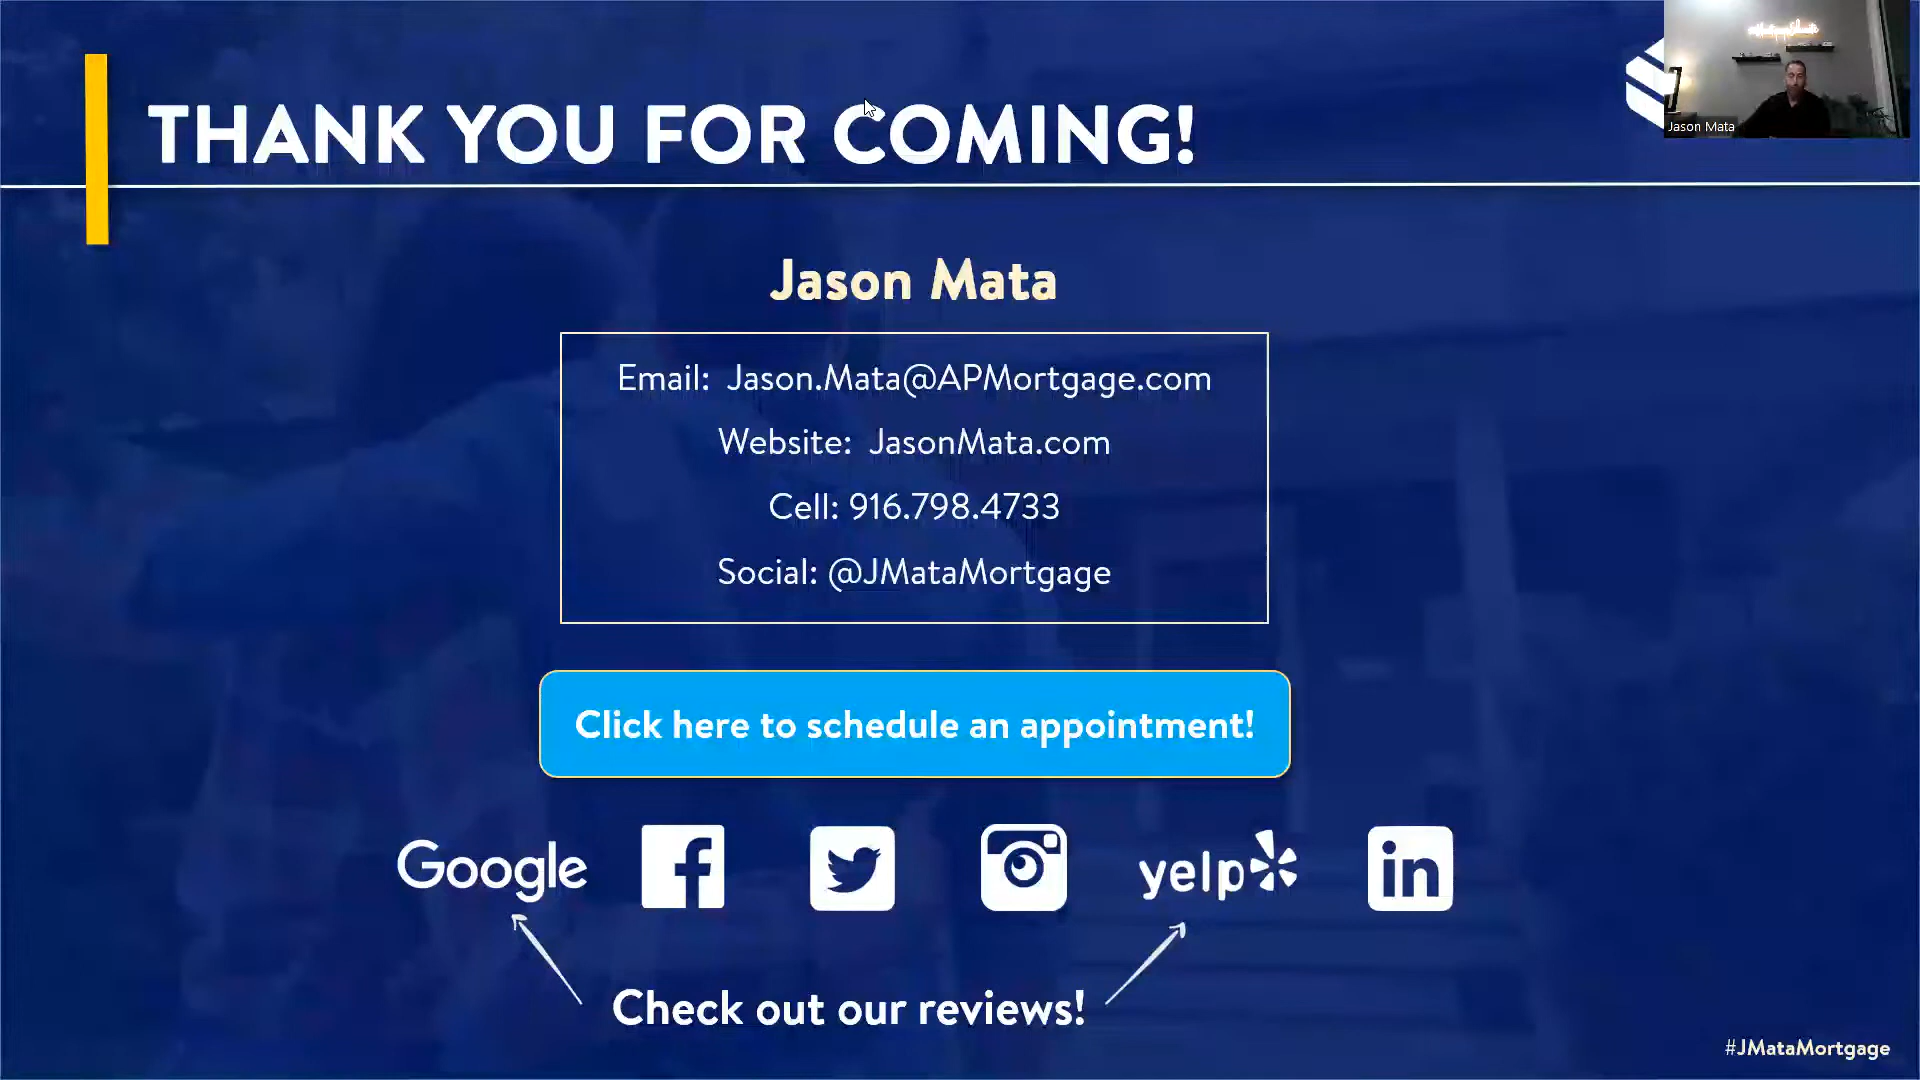 THANK YOU FOR COMING!
Jason Mata
Jason Mata
Email: Jason.Mata@APMortgage.com
Website: JasonMata.com
Cell: 916.798.4733
Social: @JMataMortgage
Click here to schedule an appointment!
Google
yelp
in
Check out our reviews!
#JMataMortgage